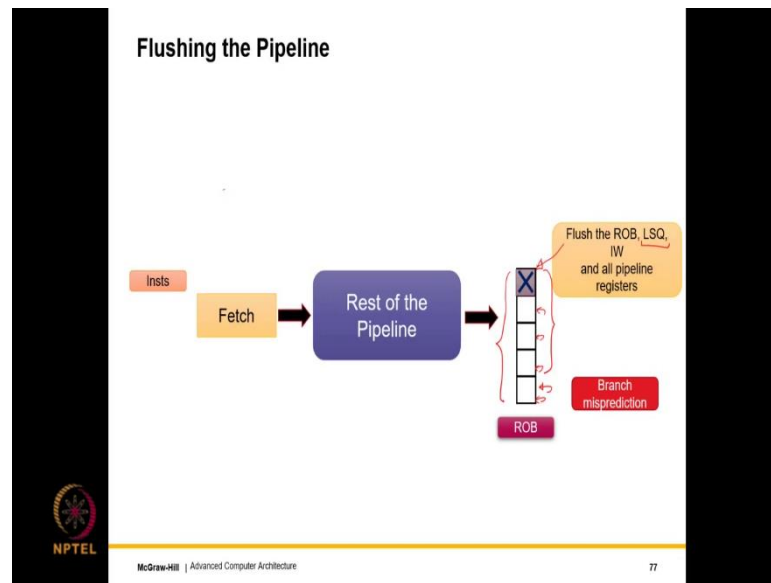 Flushing the Pipeline
Flush the ROB, LSQ,
IW
and all pipeline
registers
Insts
Fetch
Rest of the
Pipeline
X
Branch
misprediction
ROB
NPTEL
McGraw-Hill | Advanced Computer Architecture
77